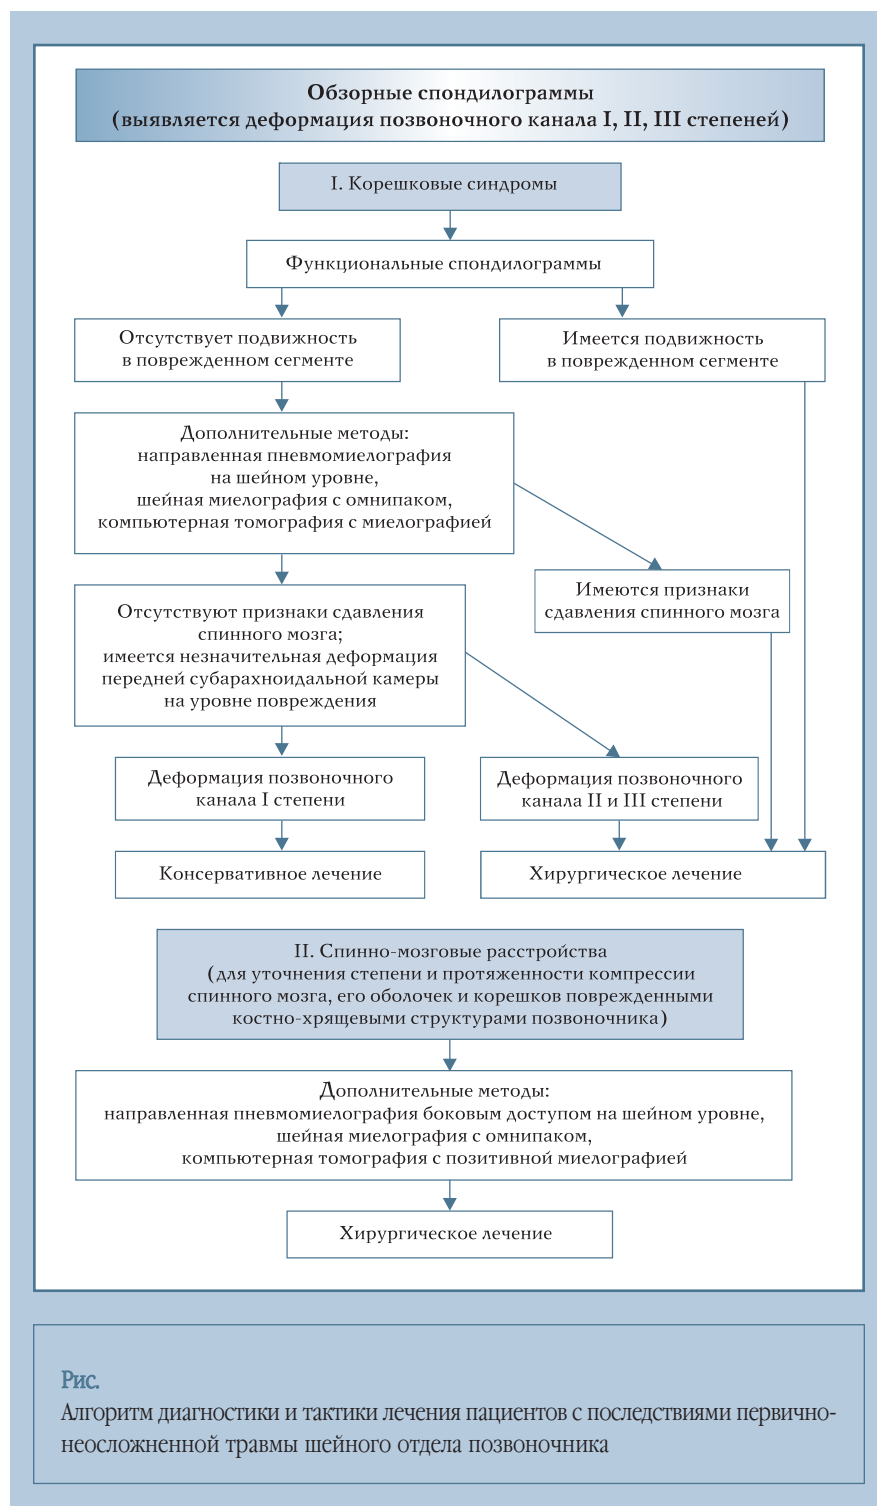 Обзорные спондилограммы
(выявляется деформация позвоночного канала I, II, III степеней)
I. Корешковые синдромы
Функциональные спондилограммы
Отсутствует подвижность
в поврежденном сегменте
Имеется подвижность
в поврежденном сегменте
Дополнительные методы:
направленная пневмомиелография
на шейном уровне,
шейная миелография с омнипаком,
компьютерная томография с миелографией
Имеются признаки
сдавления спинного мозга
Отсутствуют признаки сдавления
спинного мозга;
имеется незначительная деформация
передней субарахноидальной камеры
на уровне повреждения
Деформация позвоночного
канала I степени
Деформация позвоночного
канала II и III степени
Консервативное лечение
Хирургическое лечение
II. Спинно-мозговые расстройства
(для уточнения степени и протяженности компрессии
спинного мозга, его оболочек и корешков поврежденными
костно-хрящевыми структурами позвоночника)
Дополнительные методы:
направленная пневмомиелография боковым доступом на шейном уровне,
шейная миелография с омнипаком,
компьютерная томография с позитивной миелографией
Хирургическое лечение
Рис.
Алгоритм диагностики и тактики лечения пациентов с последствиями первично-
неосложненной травмы шейного отдела позвоночника